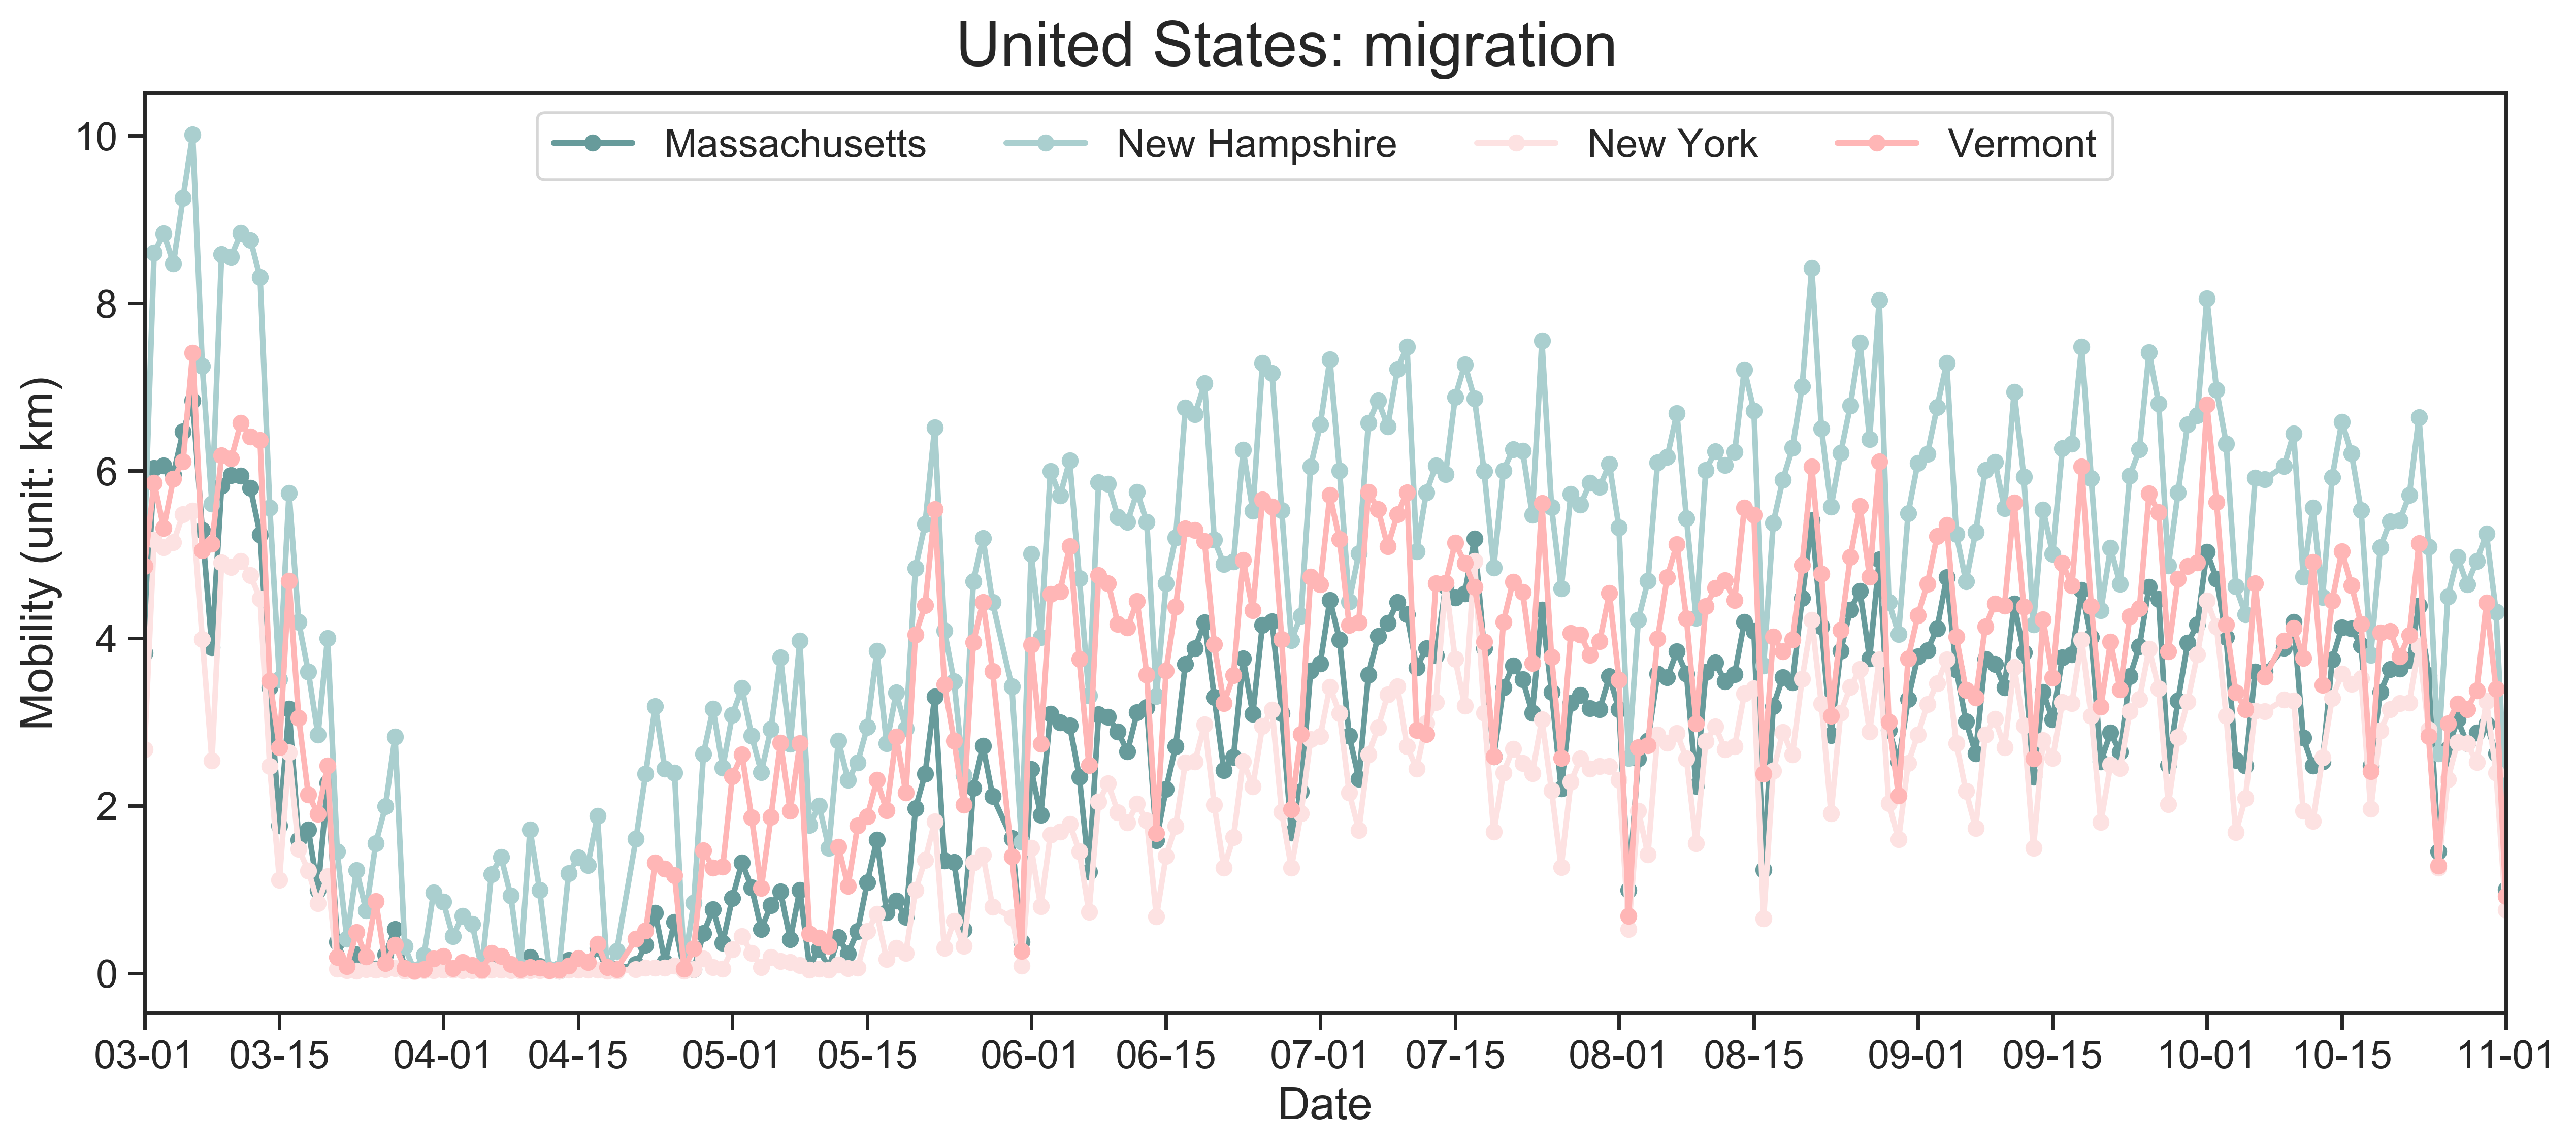 United States: migration
Massachusetts New Hampshire New York Vermont
Mobility (unit: km)
10
8
6
4
2
0
03-01 03-15 04-01 04-15 05-01 05-15 06-01 06-15 07-01 07-15 08-01 08-15 09-01 09-15 10-01 10-15 11-01
Date